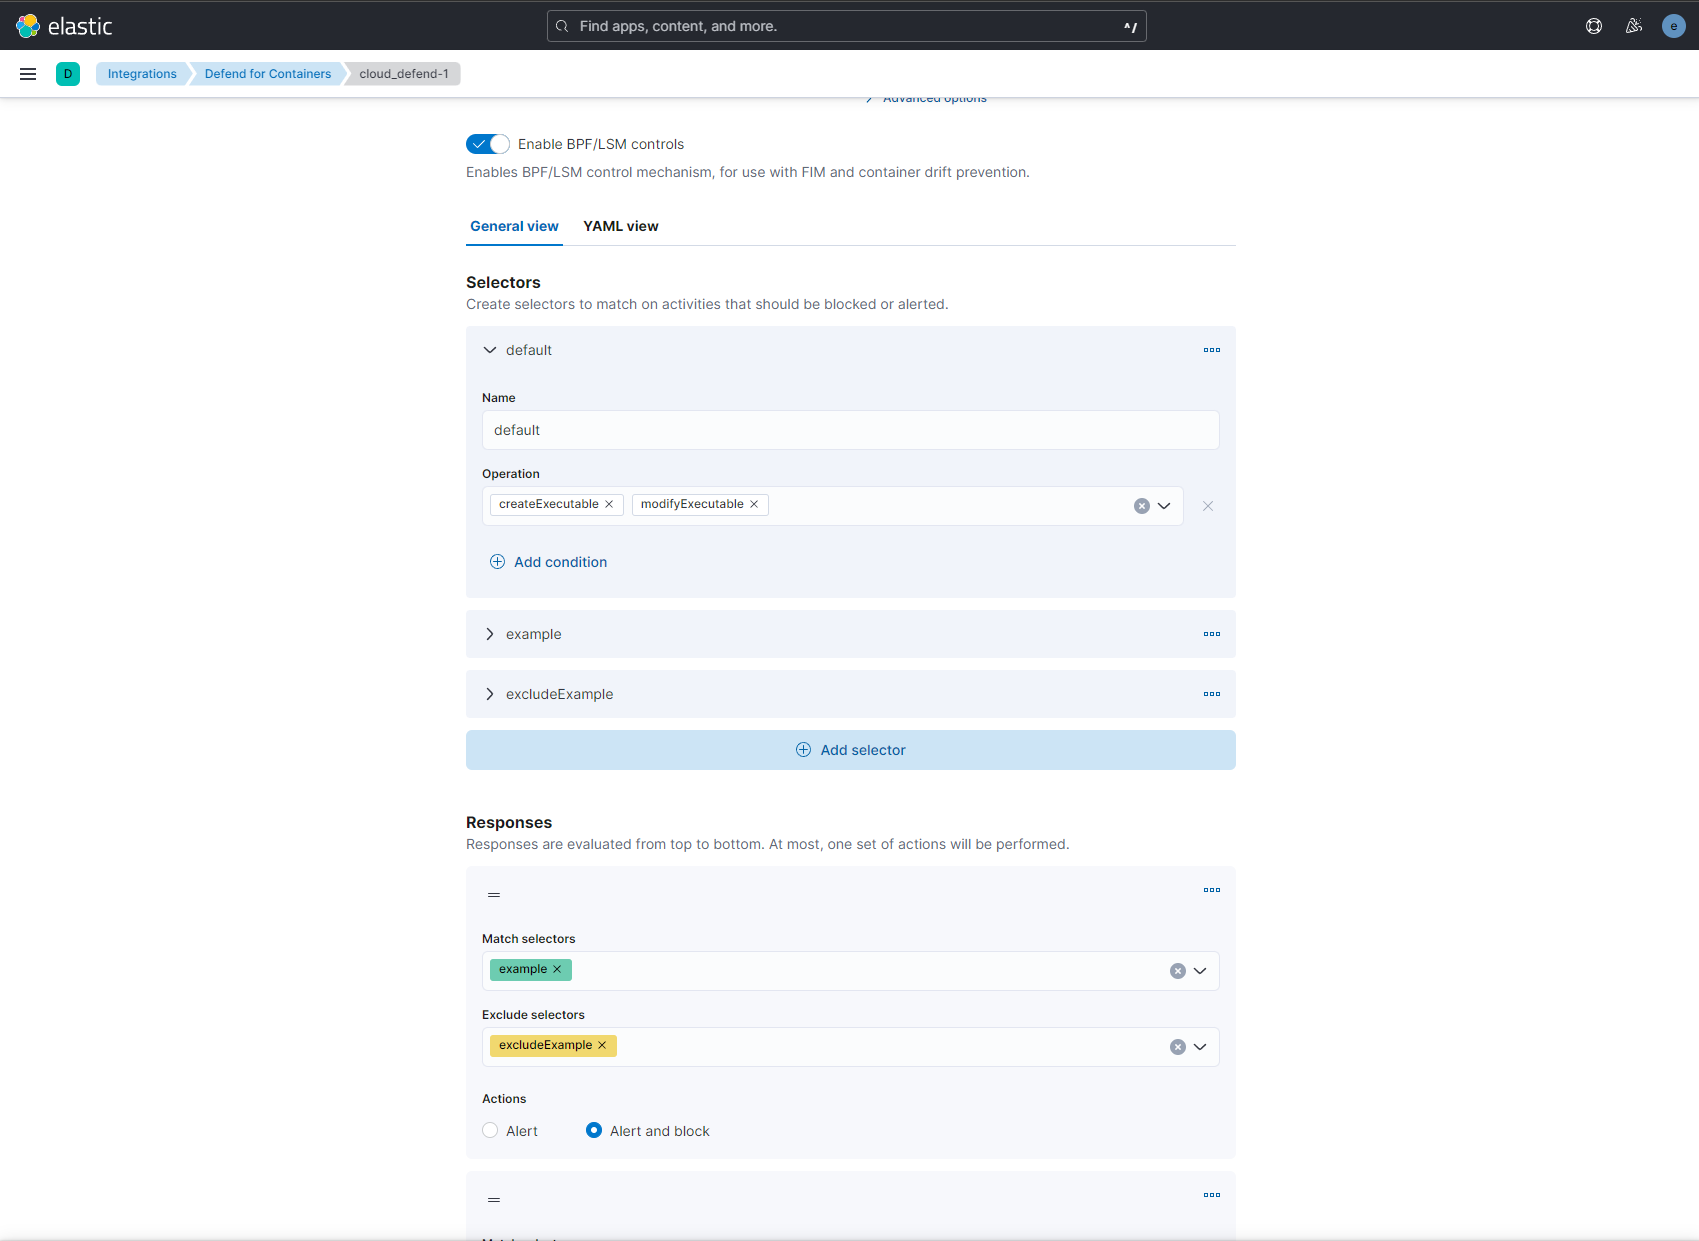 elastic
Find apps, content, and more.
^/
e
D
Integrations
Defend for Containers
cloud_defend-1
Advanced options
Enable BPF/LSM controls
Enables BPF/LSM control mechanism, for use with FIM and container drift prevention.
General view
YAML view
Selectors
Create selectors to match on activities that should be blocked or alerted.
default
Name
default
Operation
createExecutable
modifyExecutable
Add condition
example
excludeExample
Add selector
Responses
Responses are evaluated from top to bottom. At most, one set of actions will be performed.
Match selectors
example
Exclude selectors
excludeExample
Actions
Alert
Alert and block